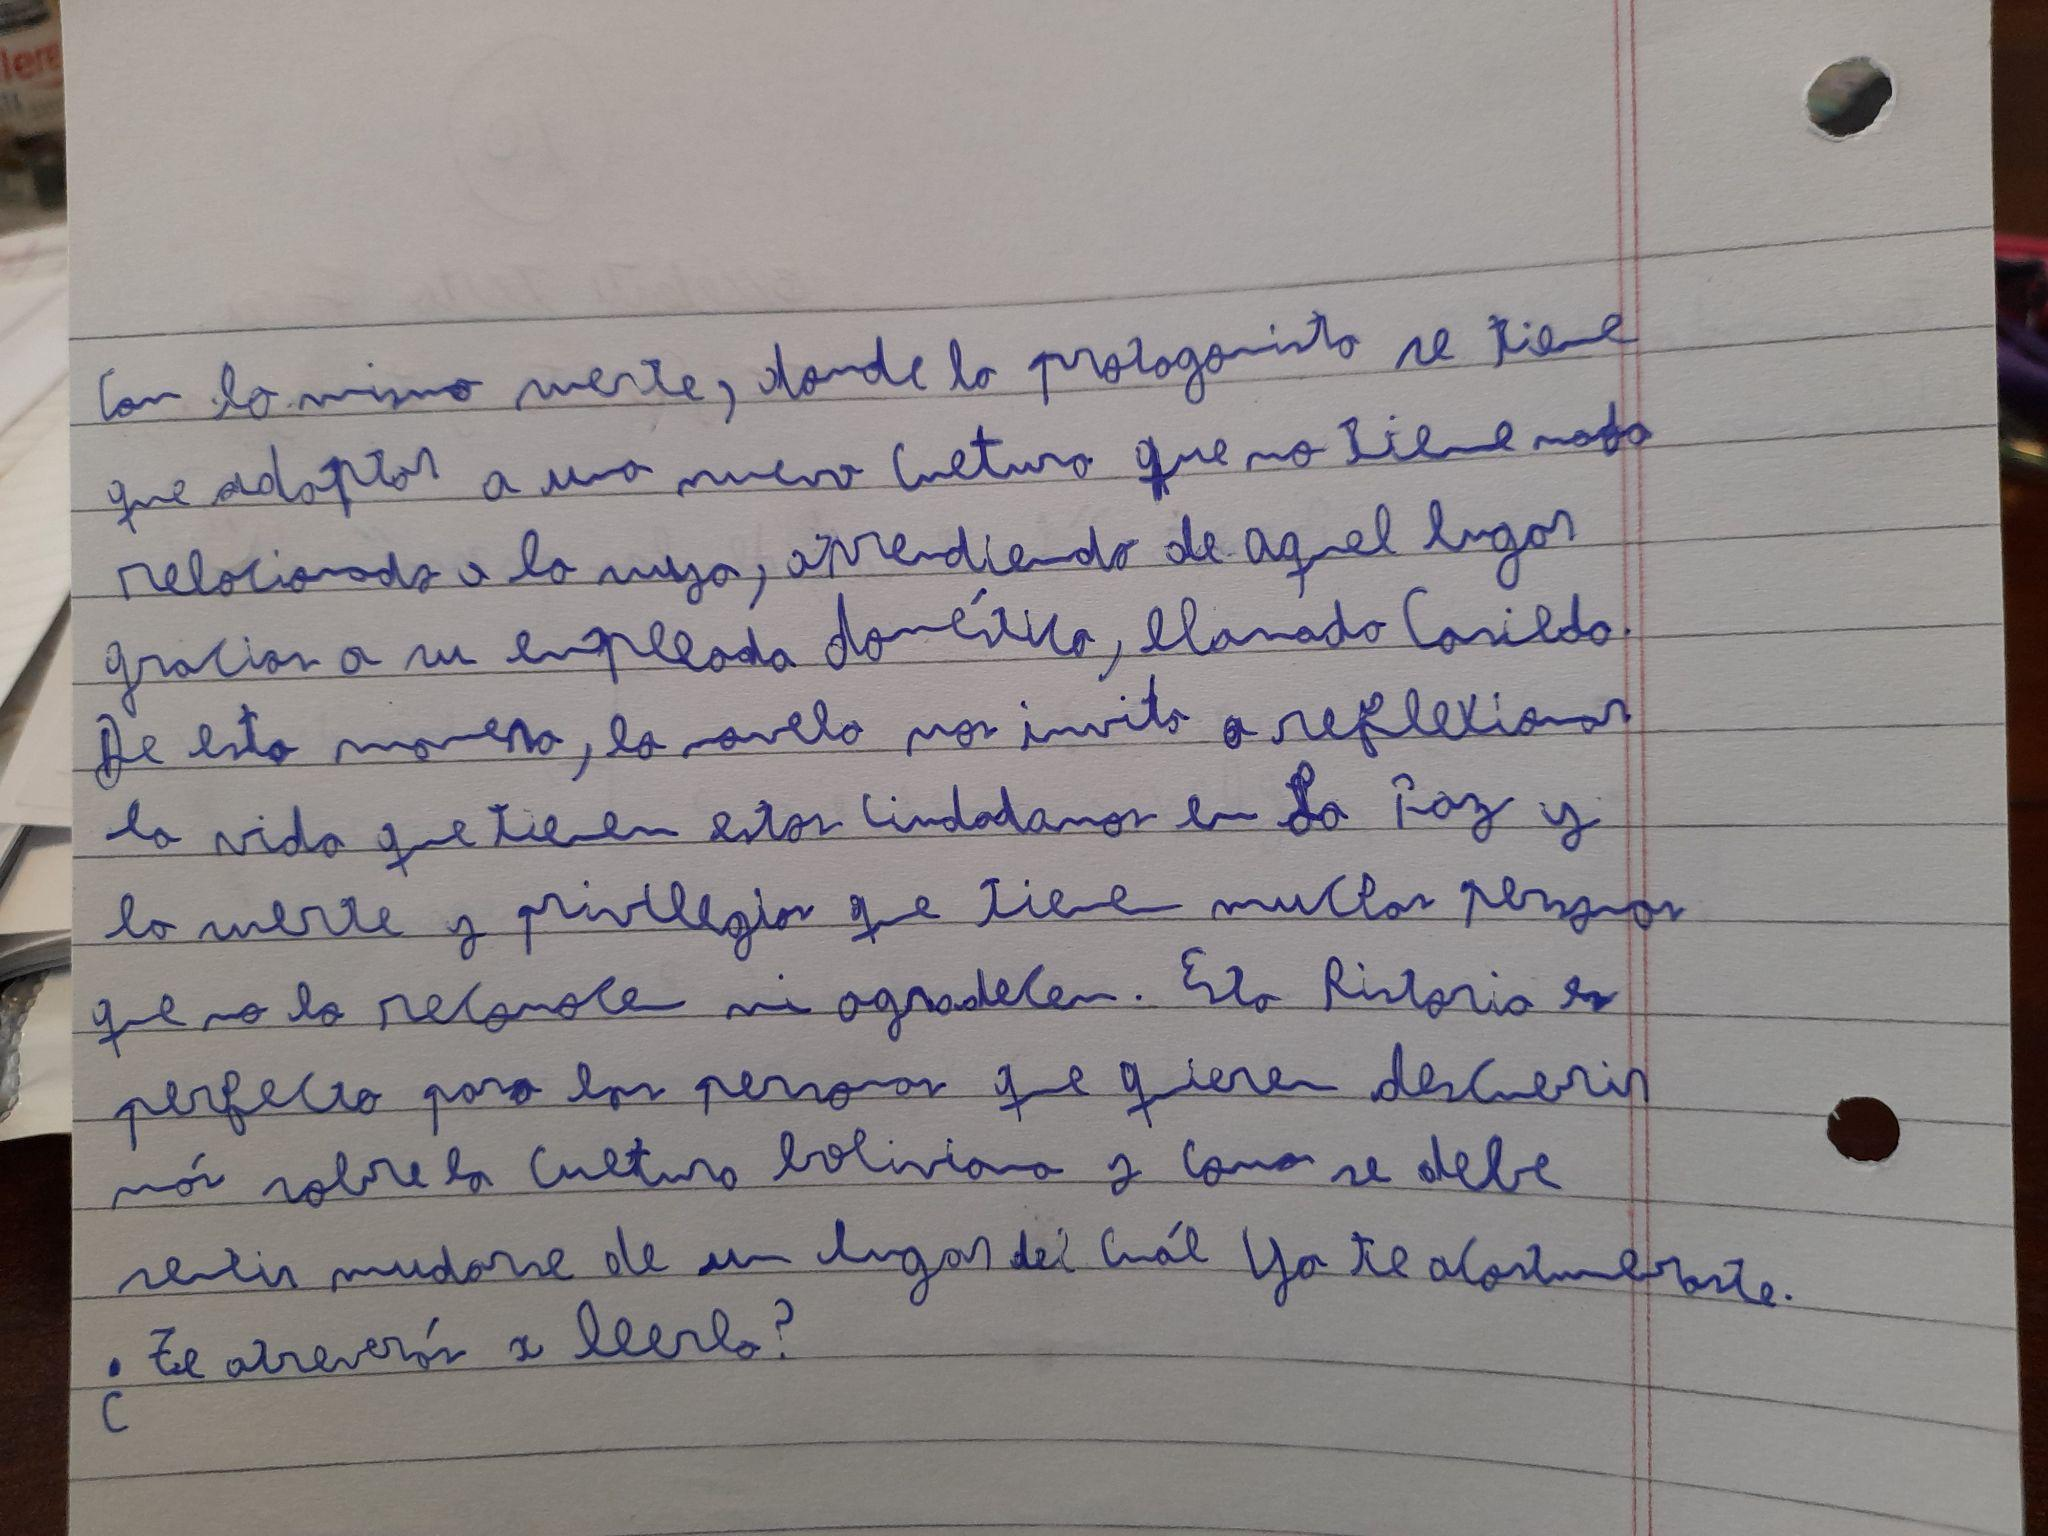 con la misma suerte, donde la protagonista se tiene
que adaptar a una nueva cultura que no tiene nada
relacionado a la suya, aprendiendo de aquel lugar
gracias a su empleada doméstica, llamada Casilda.
De esta manera, la novela nos invita a reflexionar
la vida que tienen estos ciudadanos en La Paz y
la suerte y privilegios que tienen muchas personas
que no la reconocen ni agradecen. Esta historia es
perfecta para las personas que quieren descubrir
más sobre la cultura boliviana y como se debe
sentir mudarse de un lugar del cuál ya te acostumbraste.
¿Te atreverás a leerla?